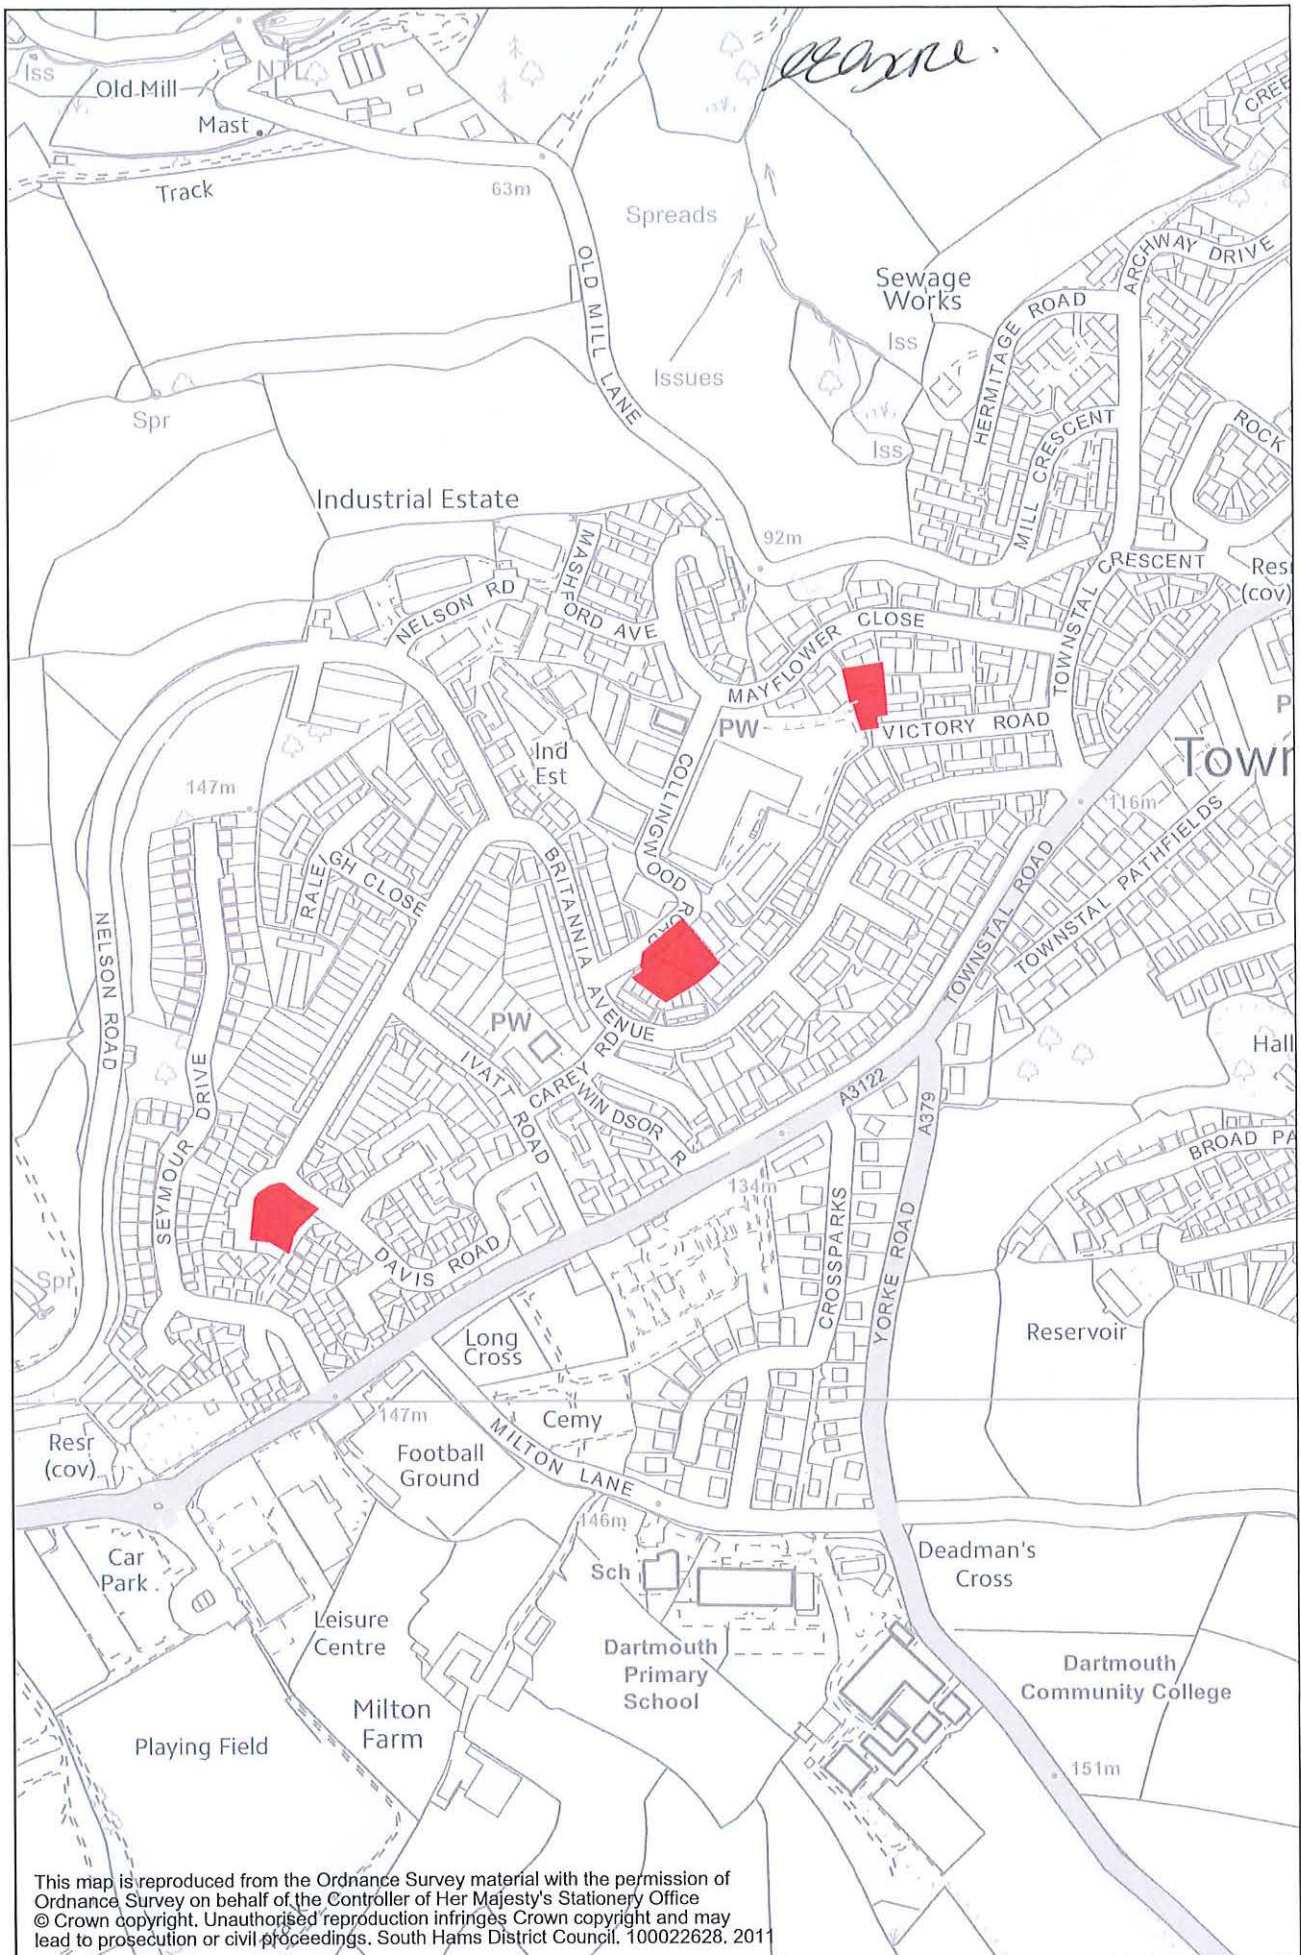 Iss
Old Mill
NTL
Mast
Track
63m
Spreads
CREE
ARCHWAY DRIVE
Sewage
Works
HERMITAGE ROAD
OLD MILL LANE
Iss
Issues
Spr
Iss
MILL CRESCENT
ROCK
Industrial Estate
92m
MASHFORD AVE
NELSON RD
CRESCENT
Res
(cov)
MAYFLOWER CLOSE
TOWNSTAL
PW
VICTORY ROAD
P
Town
Ind
Est
COLLINGWOOD ROAD
147m
116m
RALEIGH CLOSE
BRITANNIA AVENUE
TOWNSTAL ROAD
TOWNSTAL PATHFIELDS
NELSON ROAD
PW
Hall
IVATT ROAD
CAREY RD
WINDSOR R
A3122
A379
SEYMOUR DRIVE
BROAD PA
134m
CROSSPARKS
YORKE ROAD
DAVIS ROAD
Spr
Long
Cross
Reservoir
147m
Cemy
Resr
(cov)
Football
Ground
MILTON LANE
146m
Car
Park
Sch
Deadman's
Cross
Leisure
Centre
Dartmouth
Primary
School
Dartmouth
Community College
Milton
Farm
Playing Field
151m
This map is reproduced from the Ordnance Survey material with the permission of
Ordnance Survey on behalf of the Controller of Her Majesty's Stationery Office
© Crown copyright. Unauthorised reproduction infringes Crown copyright and may
lead to prosecution or civil proceedings. South Hams District Council. 100022628. 2011